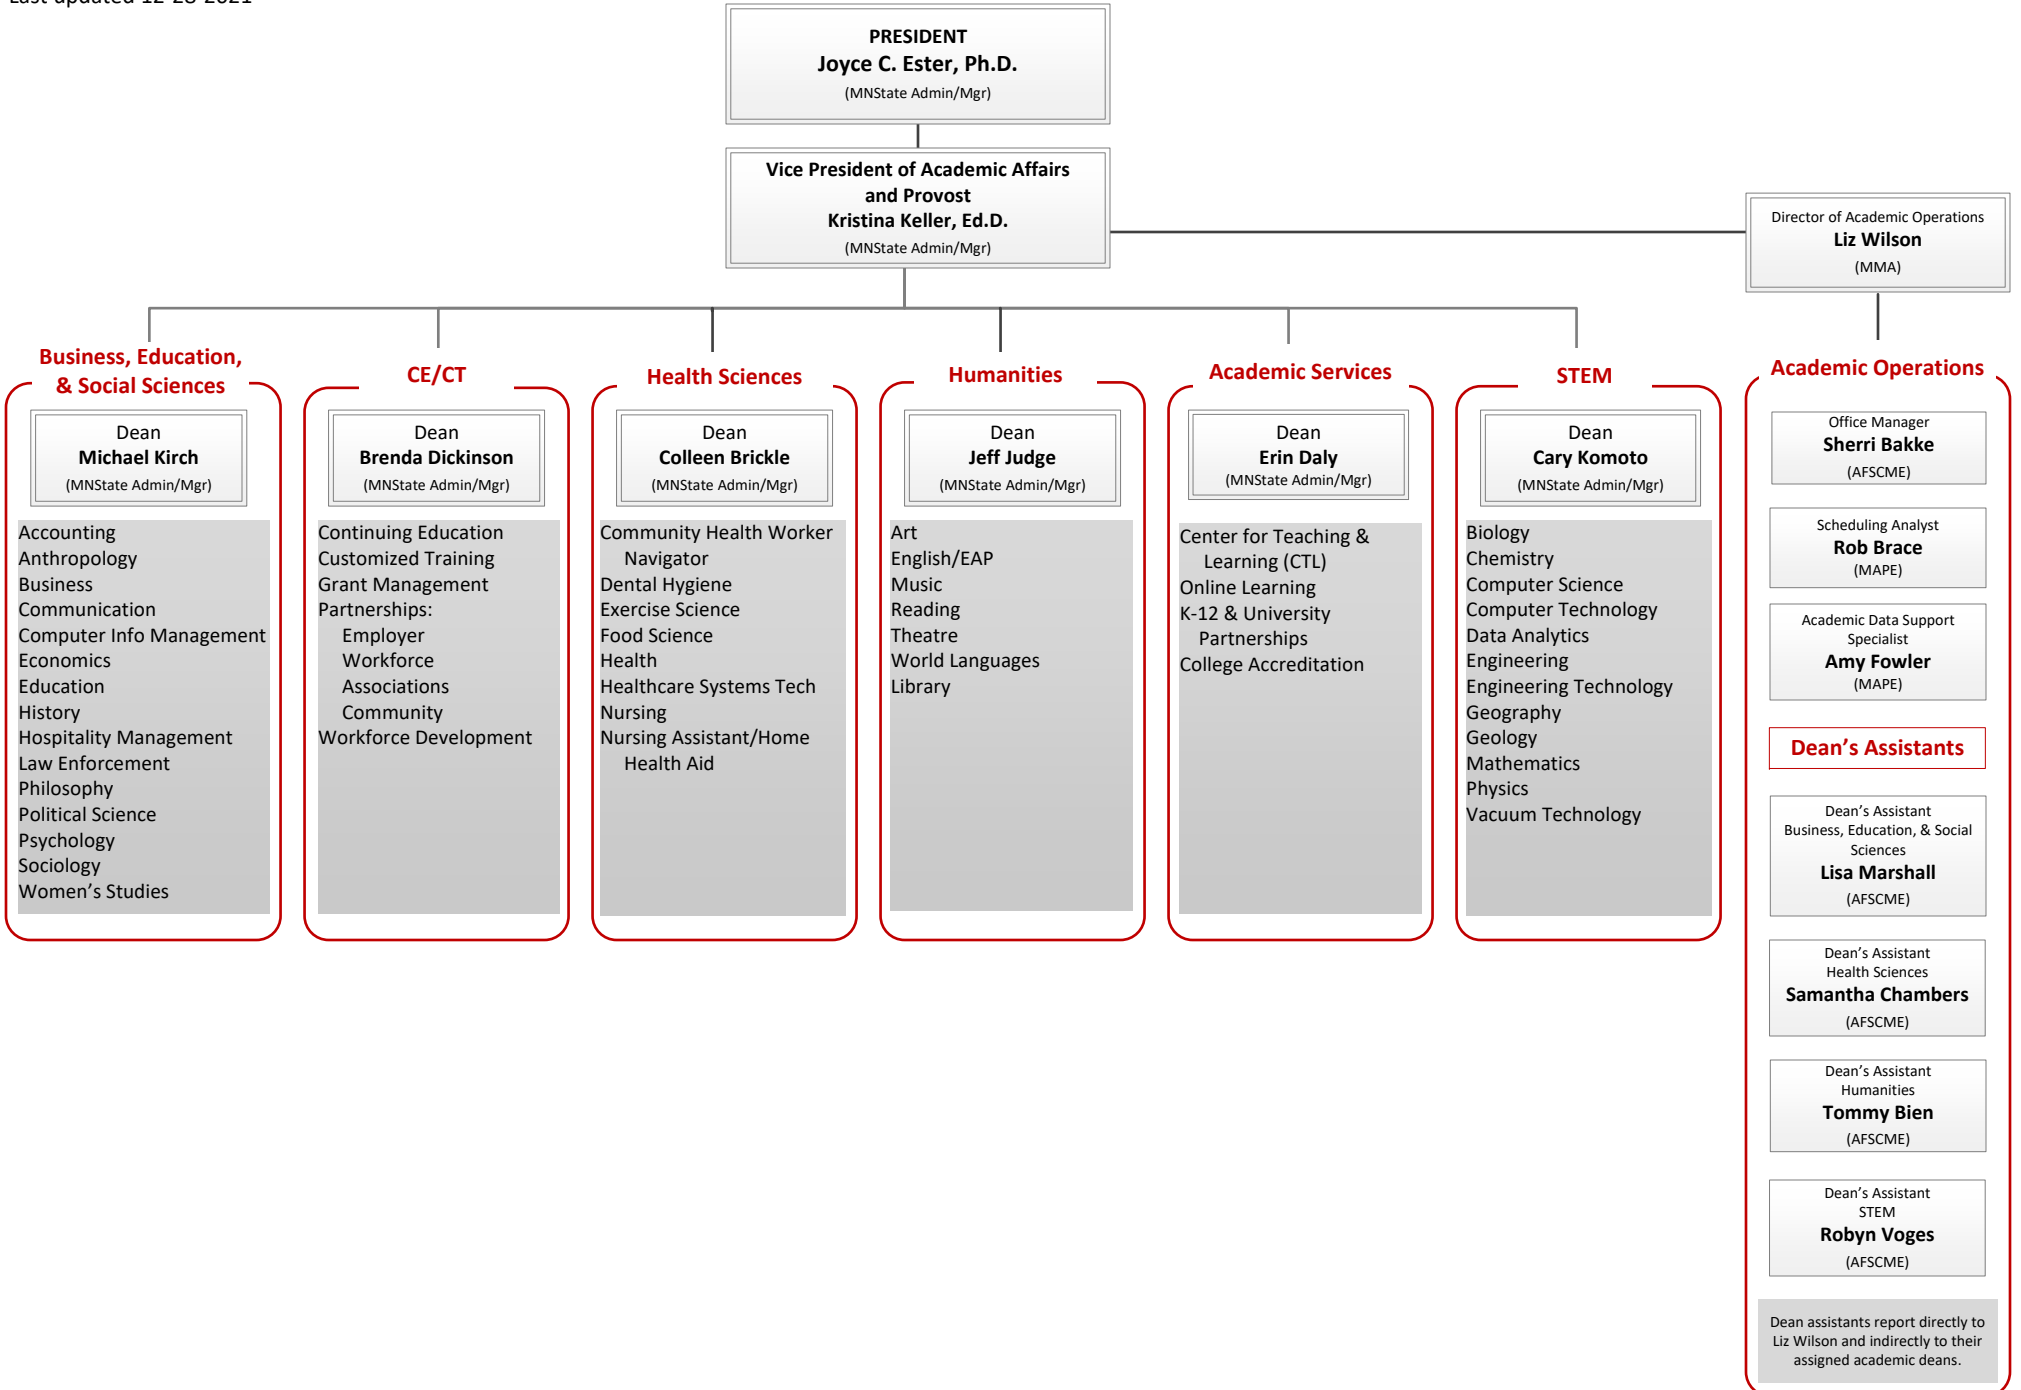 Last updated 12-28-2021
PRESIDENT
Joyce C. Ester, Ph.D.
(MNState Admin/Mgr)
Vice President of Academic Affairs
and Provost
Kristina Keller, Ed.D.
(MNState Admin/Mgr)
Director of Academic Operations
Liz Wilson
(MMA)
Business, Education,
& Social Sciences
Dean
Michael Kirch
(MNState Admin/Mgr)
Accounting
Anthropology
Business
Communication
Computer Info Management
Economics
Education
History
Hospitality Management
Law Enforcement
Philosophy
Political Science
Psychology
Sociology
Women’s Studies
CE/CT
Dean
Brenda Dickinson
(MNState Admin/Mgr)
Continuing Education
Customized Training
Grant Management
Partnerships:
Employer
Workforce
Associations
Community
Workforce Development
Health Sciences
Dean
Colleen Brickle
(MNState Admin/Mgr)
Community Health Worker
Navigator
Dental Hygiene
Exercise Science
Food Science
Health
Healthcare Systems Tech
Nursing
Nursing Assistant/Home
Health Aid
Humanities
Dean
Jeff Judge
(MNState Admin/Mgr)
Art
English/EAP
Music
Reading
Theatre
World Languages
Library
Academic Services
Dean
Erin Daly
(MNState Admin/Mgr)
Center for Teaching &
Learning (CTL)
Online Learning
K-12 & University
Partnerships
College Accreditation
STEM
Dean
Cary Komoto
(MNState Admin/Mgr)
Biology
Chemistry
Computer Science
Computer Technology
Data Analytics
Engineering
Engineering Technology
Geography
Geology
Mathematics
Physics
Vacuum Technology
Academic Operations
Office Manager
Sherri Bakke
(AFSCME)
Scheduling Analyst
Rob Brace
(MAPE)
Academic Data Support
Specialist
Amy Fowler
(MAPE)
Dean’s Assistants
Dean’s Assistant
Business, Education, & Social
Sciences
Lisa Marshall
(AFSCME)
Dean’s Assistant
Health Sciences
Samantha Chambers
(AFSCME)
Dean’s Assistant
Humanities
Tommy Bien
(AFSCME)
Dean’s Assistant
STEM
Robyn Voges
(AFSCME)
Dean assistants report directly to
Liz Wilson and indirectly to their
assigned academic deans.